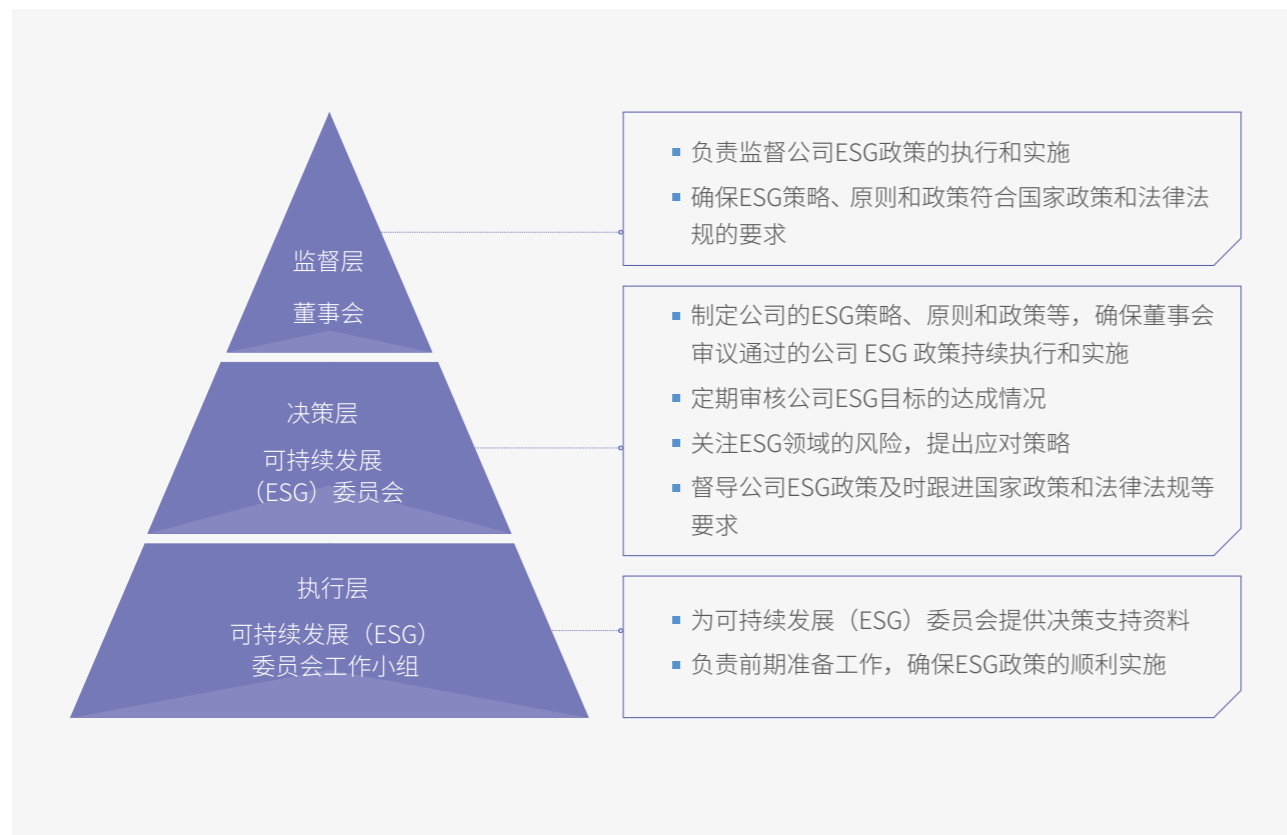 监督层
董事会
负责监督公司ESG政策的执行和实施
确保ESG策略、原则和政策符合国家政策和法律法
规的要求
决策层
可持续发展
（ESG）委员会
制定公司的ESG策略、原则和政策等，确保董事会
审议通过的公司 ESG 政策持续执行和实施
定期审核公司ESG目标的达成情况
关注ESG领域的风险，提出应对策略
督导公司ESG政策及时跟进国家政策和法律法规等
要求
执行层
可持续发展（ESG）
委员会工作小组
为可持续发展（ESG）委员会提供决策支持资料
负责前期准备工作，确保ESG政策的顺利实施